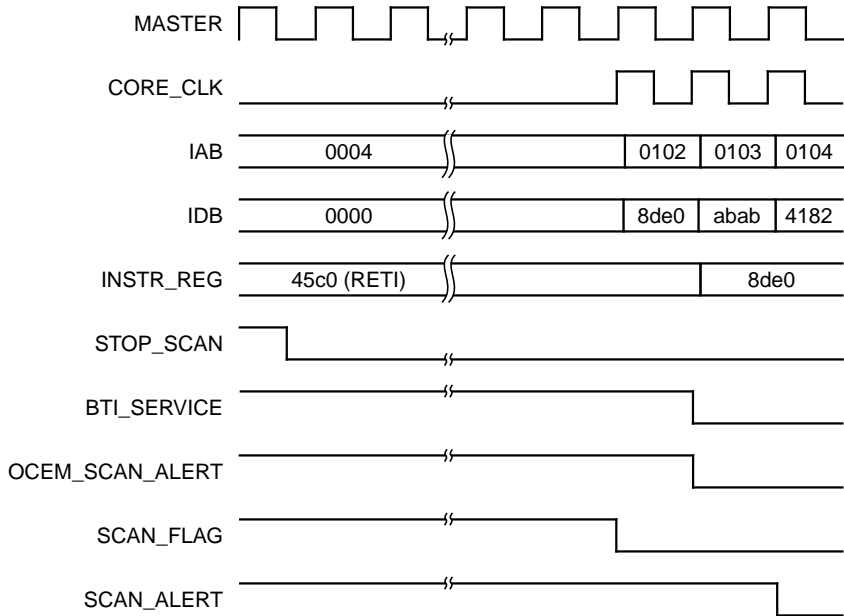 MASTER
CORE_CLK
IAB 0004 0102 0103 0104
IDB 0000 8de0 abab 4182
INSTR_REG 45c0 (RETI) 8de0
STOP_SCAN
BTI_SERVICE
OCEM_SCAN_ALERT
SCAN_FLAG
SCAN_ALERT